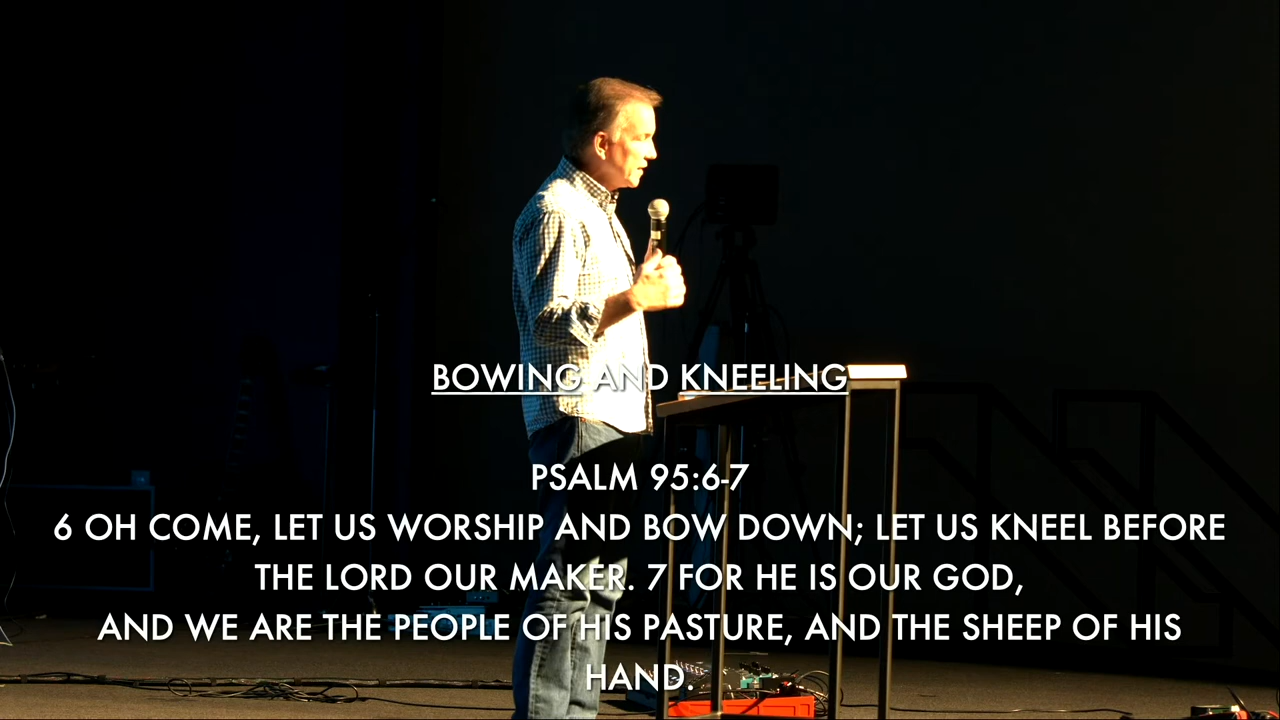 BOWING AND KNEELING
PSALM 95:6-7
6 OH COME, LET US WORSHIP AND BOW DOWN; LET US KNEEL BEFORE
THE LORD OUR MAKER. 7 FOR HE IS OUR GOD,
AND WE ARE THE PEOPLE OF HIS PASTURE, AND THE SHEEP OF HIS
HAND.